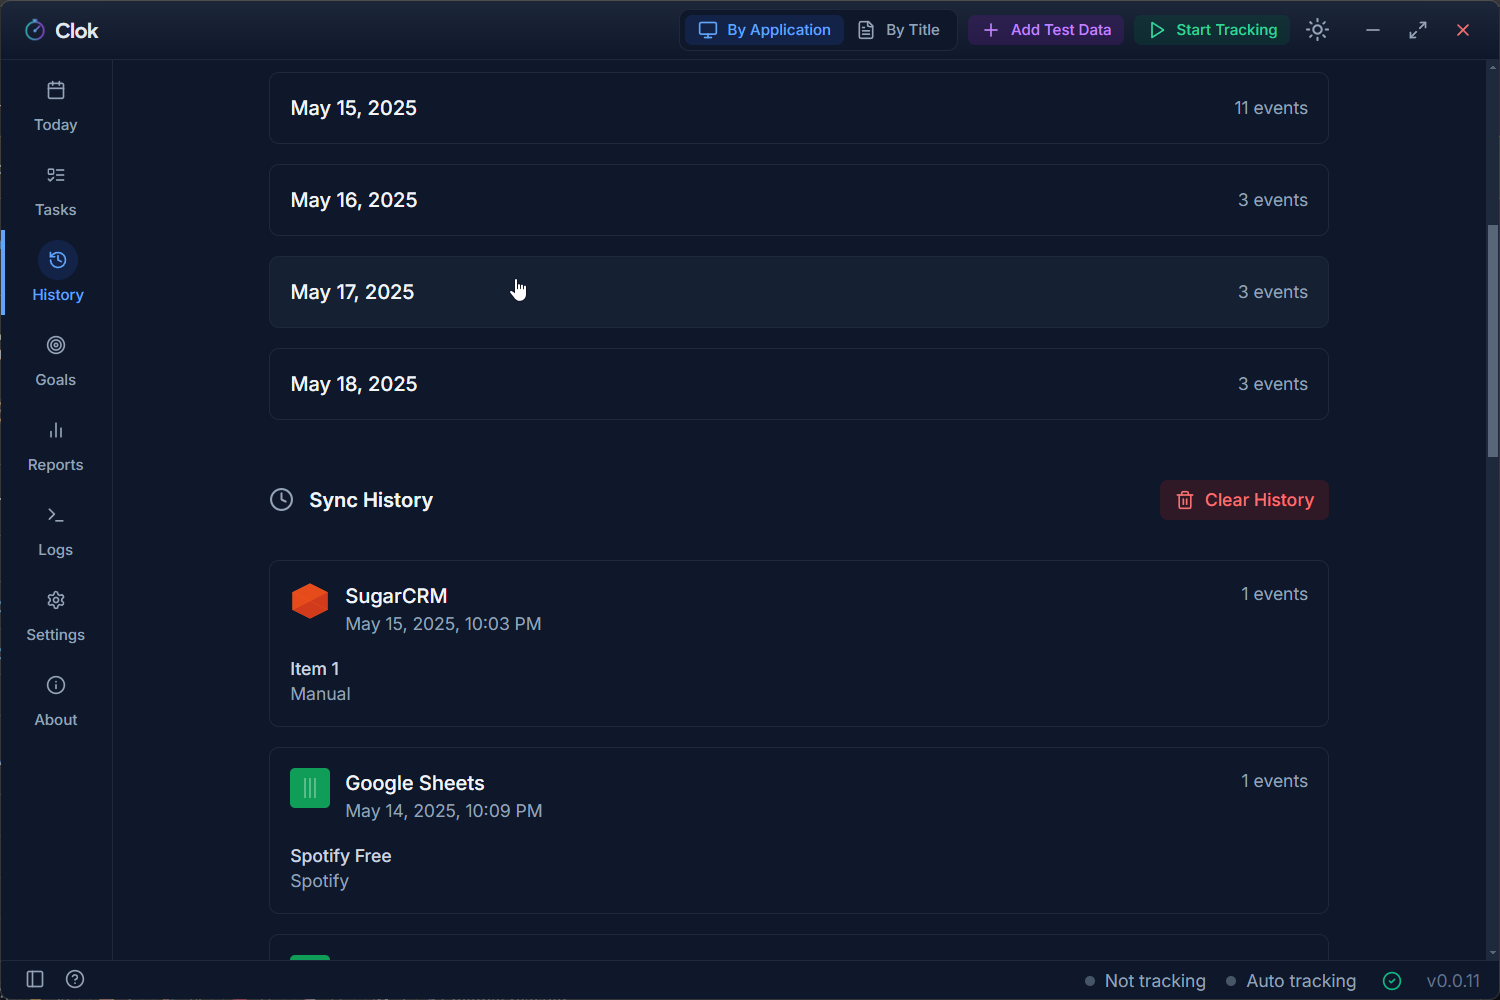 Clok
By Application
By Title
Add Test Data
Start Tracking
Today
Tasks
History
Goals
Reports
Logs
Settings
About
May 15, 2025
11 events
May 16, 2025
3 events
May 17, 2025
3 events
May 18, 2025
3 events
Sync History
Clear History
SugarCRM
1 events
May 15, 2025, 10:03 PM
Item 1
Manual
Google Sheets
1 events
May 14, 2025, 10:09 PM
Spotify Free
Spotify
Not tracking
Auto tracking
v0.0.11